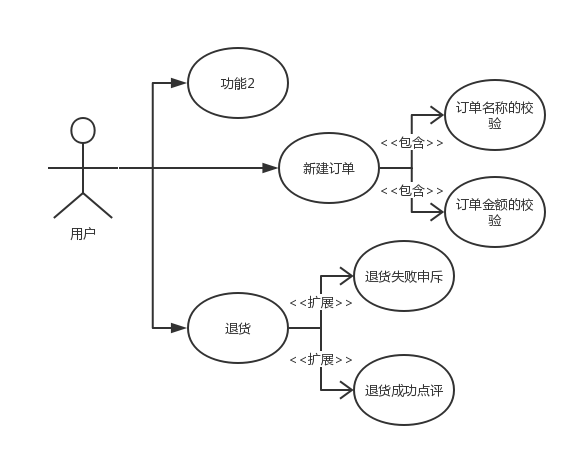 功能2
订单名称的校
验
<<包含>>
新建订单
<<包含>>
订单金额的校
验
用户
退货失败申斥
<<扩展>>
退货
<<扩展>>
退货成功点评